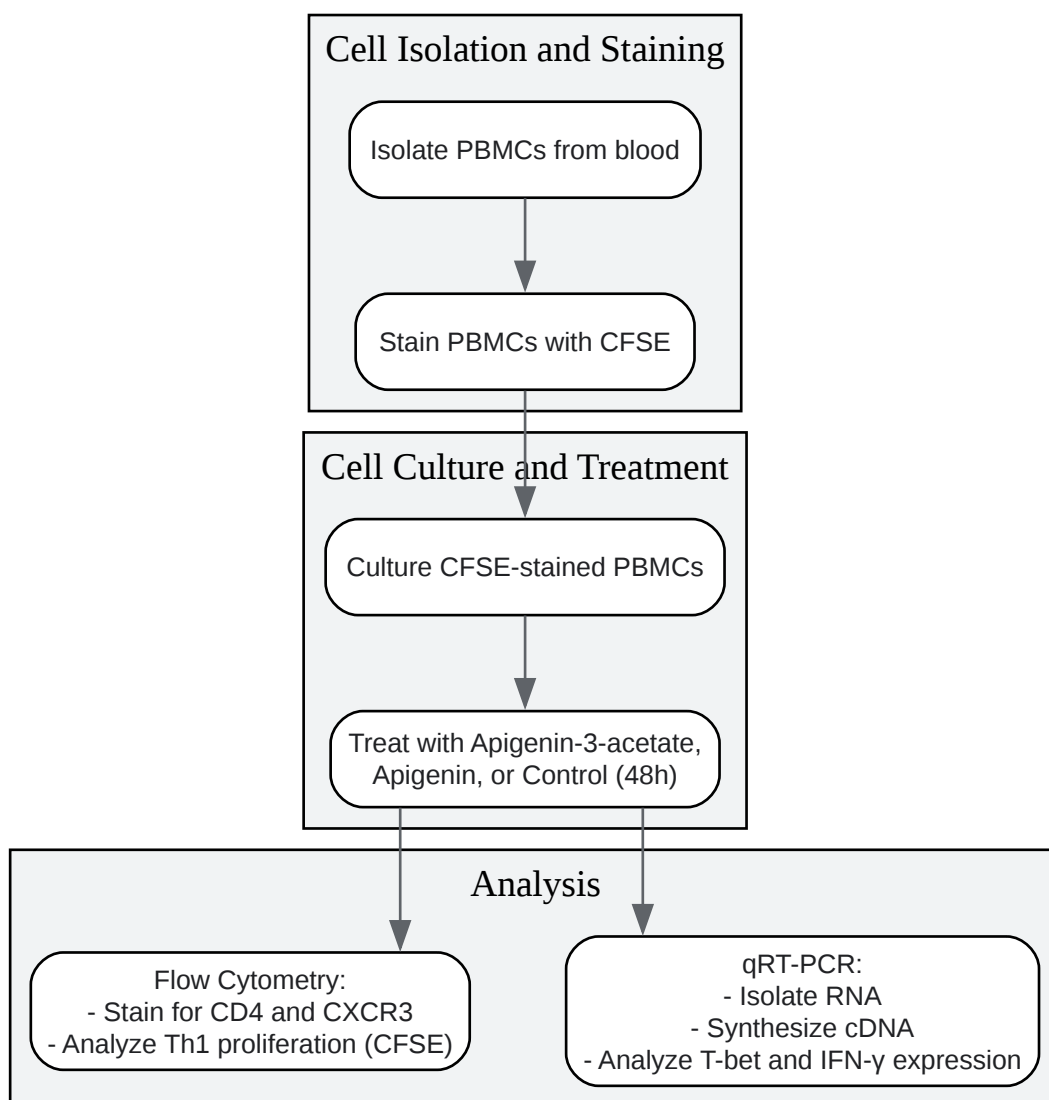 Cell Isolation and Staining
Isolate PBMCs from blood
Stain PBMCs with CFSE
Cell Culture and Treatment
Culture CFSE-stained PBMCs
Treat with Apigenin-3-acetate,
Apigenin, or Control (48h)
Analysis
Flow Cytometry:
- Stain for CD4 and CXCR3
- Analyze Th1 proliferation (CFSE)
qRT-PCR:
- Isolate RNA
- Synthesize cDNA
- Analyze T-bet and IFN-γ expression